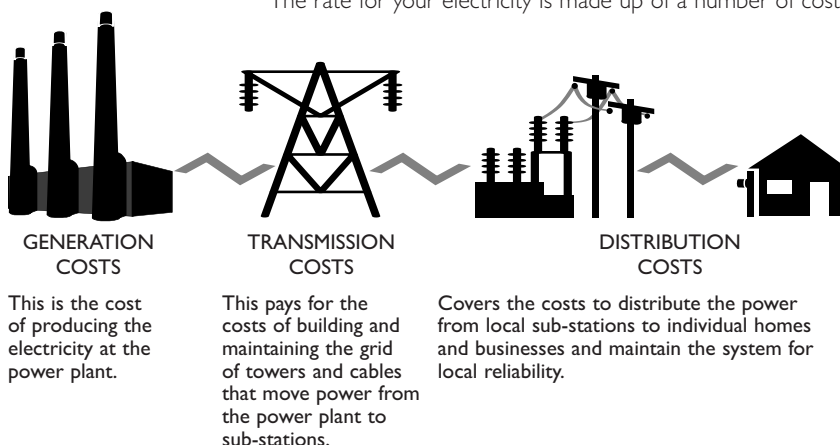 The rate for your electricity is made up of a number of cost
GENERATION
COSTS
This is the cost
of producing the
electricity at the
power plant.
TRANSMISSION
COSTS
This pays for the
costs of building and
maintaining the grid
of towers and cables
that move power from
the power plant to
sub-stations.
DISTRIBUTION
COSTS
Covers the costs to distribute the power
from local sub-stations to individual homes
and businesses and maintain the system for
local reliability.